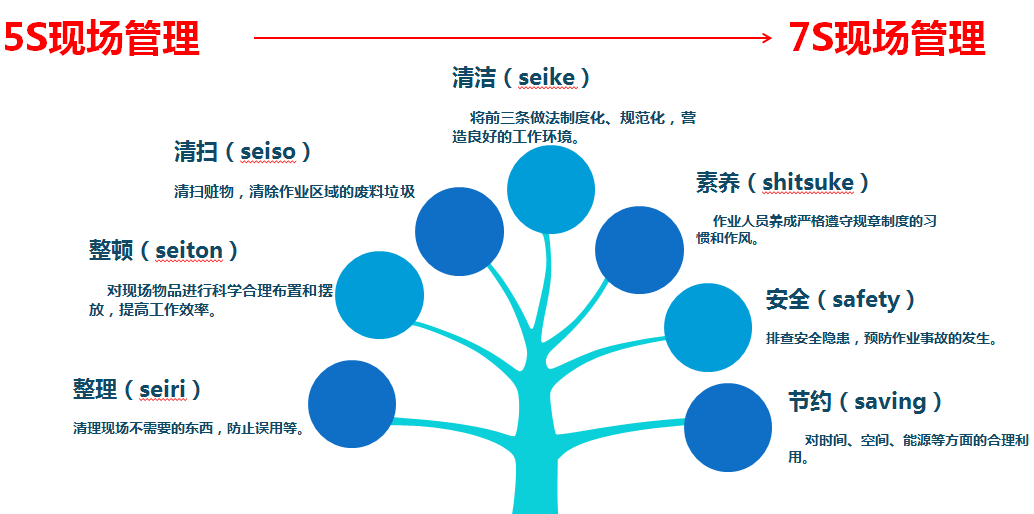 5S现场管理
7S现场管理
清洁（seike）
将前三条做法制度化、规范化，营
造良好的工作环境。
清扫（seiso）
清扫赃物，清除作业区域的废料垃圾
素养（shitsuke）
作业人员养成严格遵守规章制度的习
惯和作风。
整顿（seiton）
对现场物品进行科学合理布置和摆
放，提高工作效率。
安全（safety）
排查安全隐患，预防作业事故的发生。
整理（seiri）
清理现场不需要的东西，防止误用等。
节约（saving）
对时间、空间、能源等方面的合理利
用。